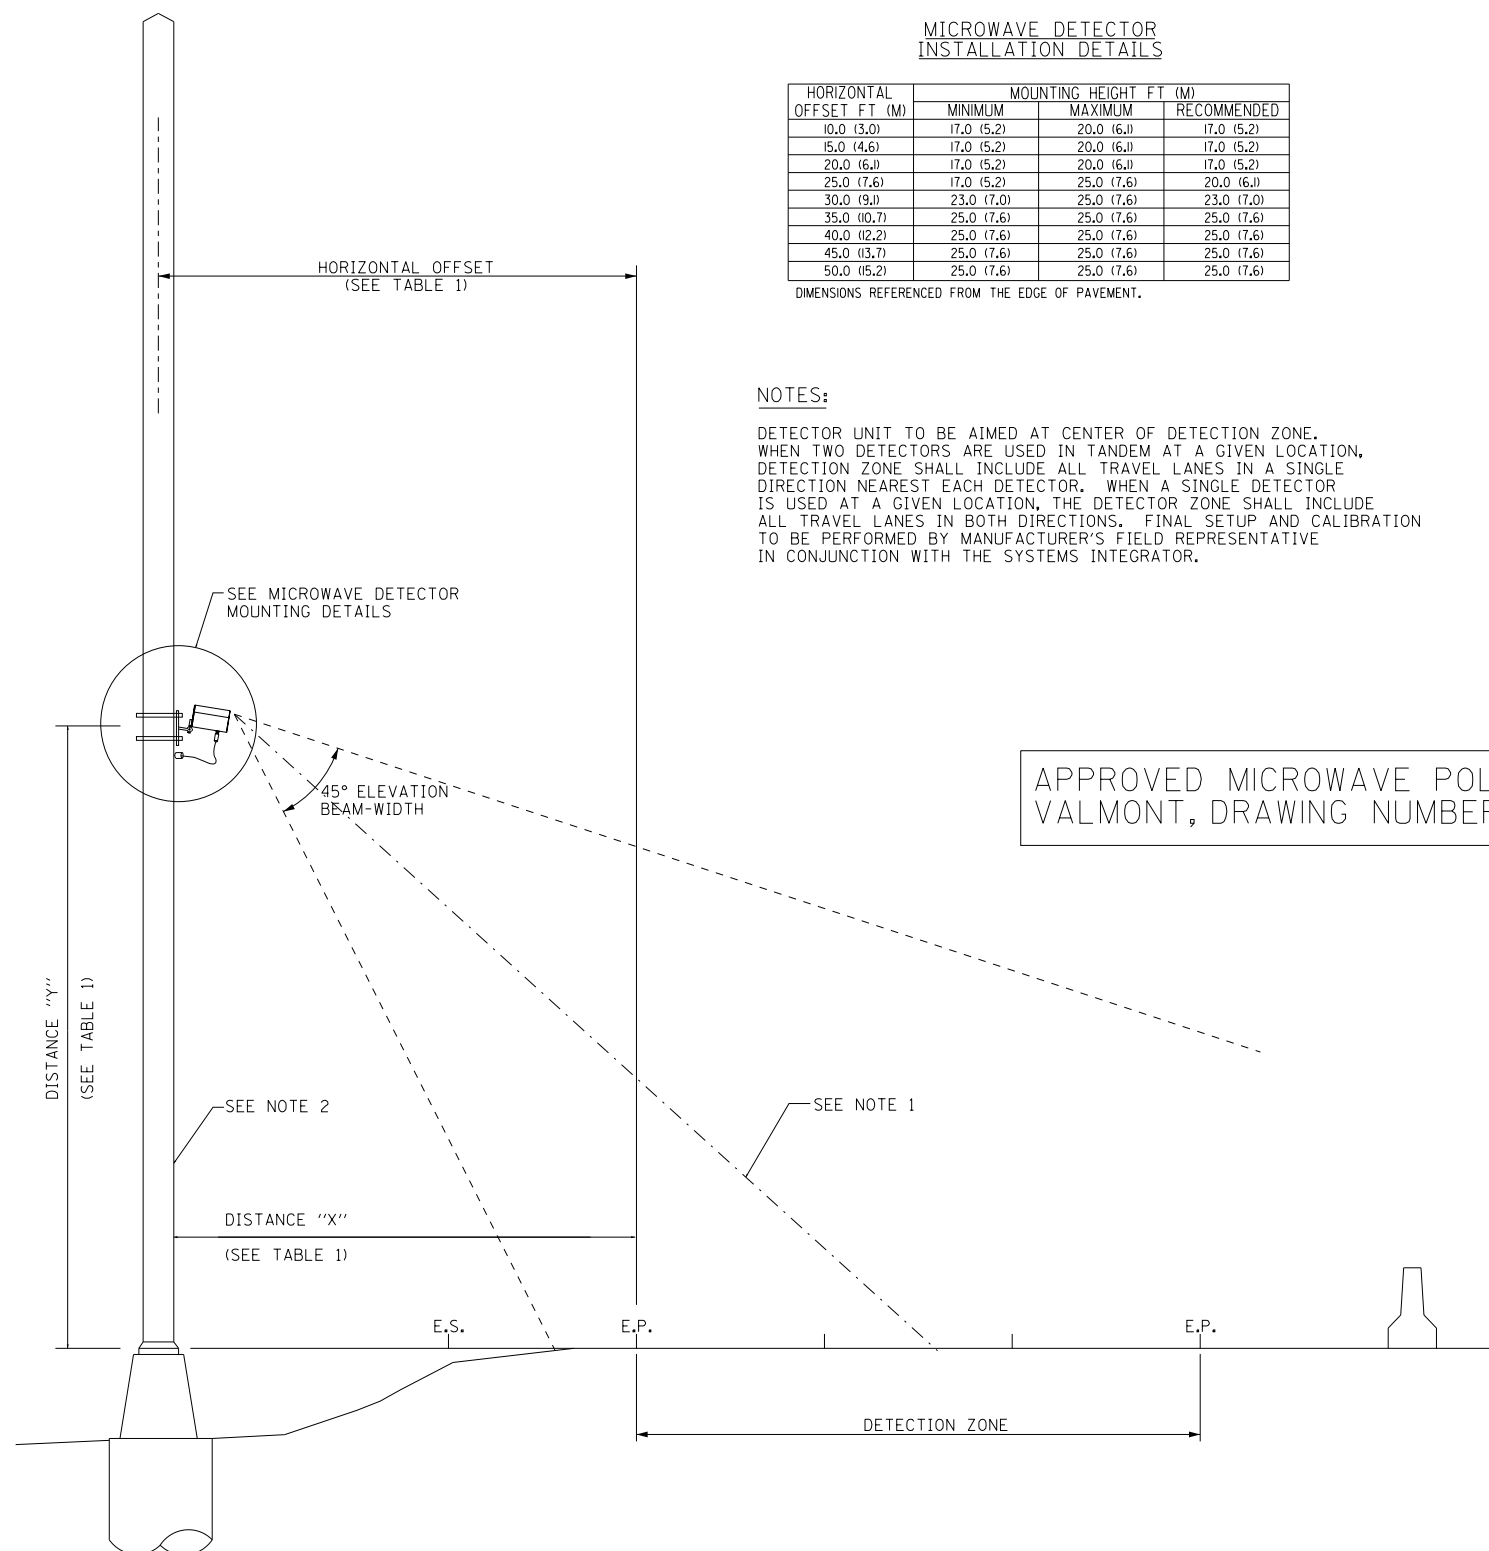 MICROWAVE DETECTOR
INSTALLATION DETAILS
HORIZONTAL OFFSET FT (M) MOUNTING HEIGHT FT (M)
MINIMUM MAXIMUM RECOMMENDED
10.0 (3.0) 17.0 (5.2) 20.0 (6.1) 17.0 (5.2)
15.0 (4.6) 17.0 (5.2) 20.0 (6.1) 17.0 (5.2)
20.0 (6.1) 17.0 (5.2) 20.0 (6.1) 17.0 (5.2)
25.0 (7.6) 17.0 (5.2) 25.0 (7.6) 20.0 (6.1)
30.0 (9.1) 23.0 (7.0) 25.0 (7.6) 23.0 (7.0)
35.0 (10.7) 25.0 (7.6) 25.0 (7.6) 25.0 (7.6)
40.0 (12.2) 25.0 (7.6) 25.0 (7.6) 25.0 (7.6)
45.0 (13.7) 25.0 (7.6) 25.0 (7.6) 25.0 (7.6)
50.0 (15.2) 25.0 (7.6) 25.0 (7.6) 25.0 (7.6)
DIMENSIONS REFERENCED FROM THE EDGE OF PAVEMENT.
HORIZONTAL OFFSET
(SEE TABLE 1)
NOTES:
DETECTOR UNIT TO BE AIMED AT CENTER OF DETECTION ZONE.
WHEN TWO DETECTORS ARE USED IN TANDEM AT A GIVEN LOCATION,
DETECTION ZONE SHALL INCLUDE ALL TRAVEL LANES IN A SINGLE
DIRECTION NEAREST EACH DETECTOR. WHEN A SINGLE DETECTOR
IS USED AT A GIVEN LOCATION, THE DETECTOR ZONE SHALL INCLUDE
ALL TRAVEL LANES IN BOTH DIRECTIONS. FINAL SETUP AND CALIBRATION
TO BE PERFORMED BY MANUFACTURER'S FIELD REPRESENTATIVE
IN CONJUNCTION WITH THE SYSTEMS INTEGRATOR.
SEE MICROWAVE DETECTOR
MOUNTING DETAILS
45° ELEVATION
BEAM-WIDTH
APPROVED MICROWAVE
VALMONT, DRAWING NUMBER
DISTANCE "Y"
(SEE TABLE 1)
SEE NOTE 2
SEE NOTE 1
DISTANCE "X"
(SEE TABLE 1)
E.S. E.P. E.P.
DETECTION ZONE